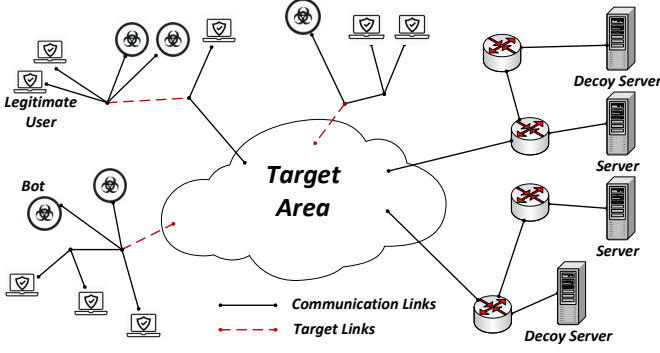 Decoy Server
Legitimate
User
Target
Area
Server
Bot
Server
Communication Links
Target Links
Decoy Server